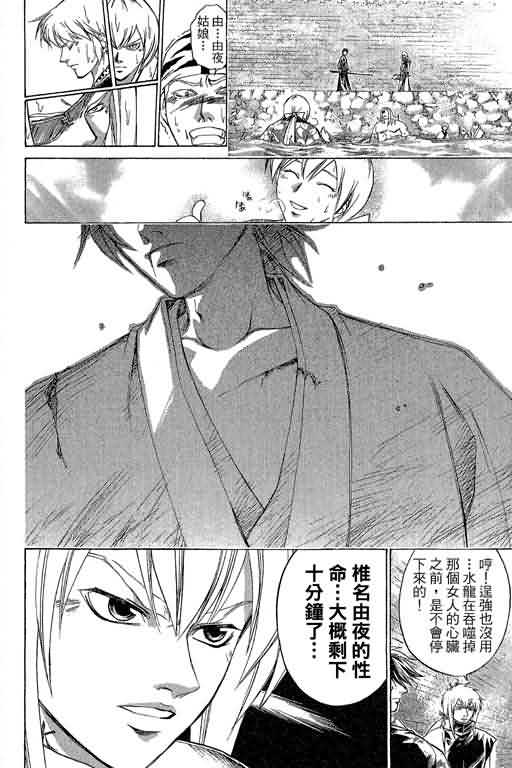 由…由夜
姑娘…
咻
咻
哼！逞強也沒用
…水龍在吞噬掉
那個女人的心臟
之前，是不會停
下來的！
椎名由夜的性
命…大概剩下
十分鐘了…